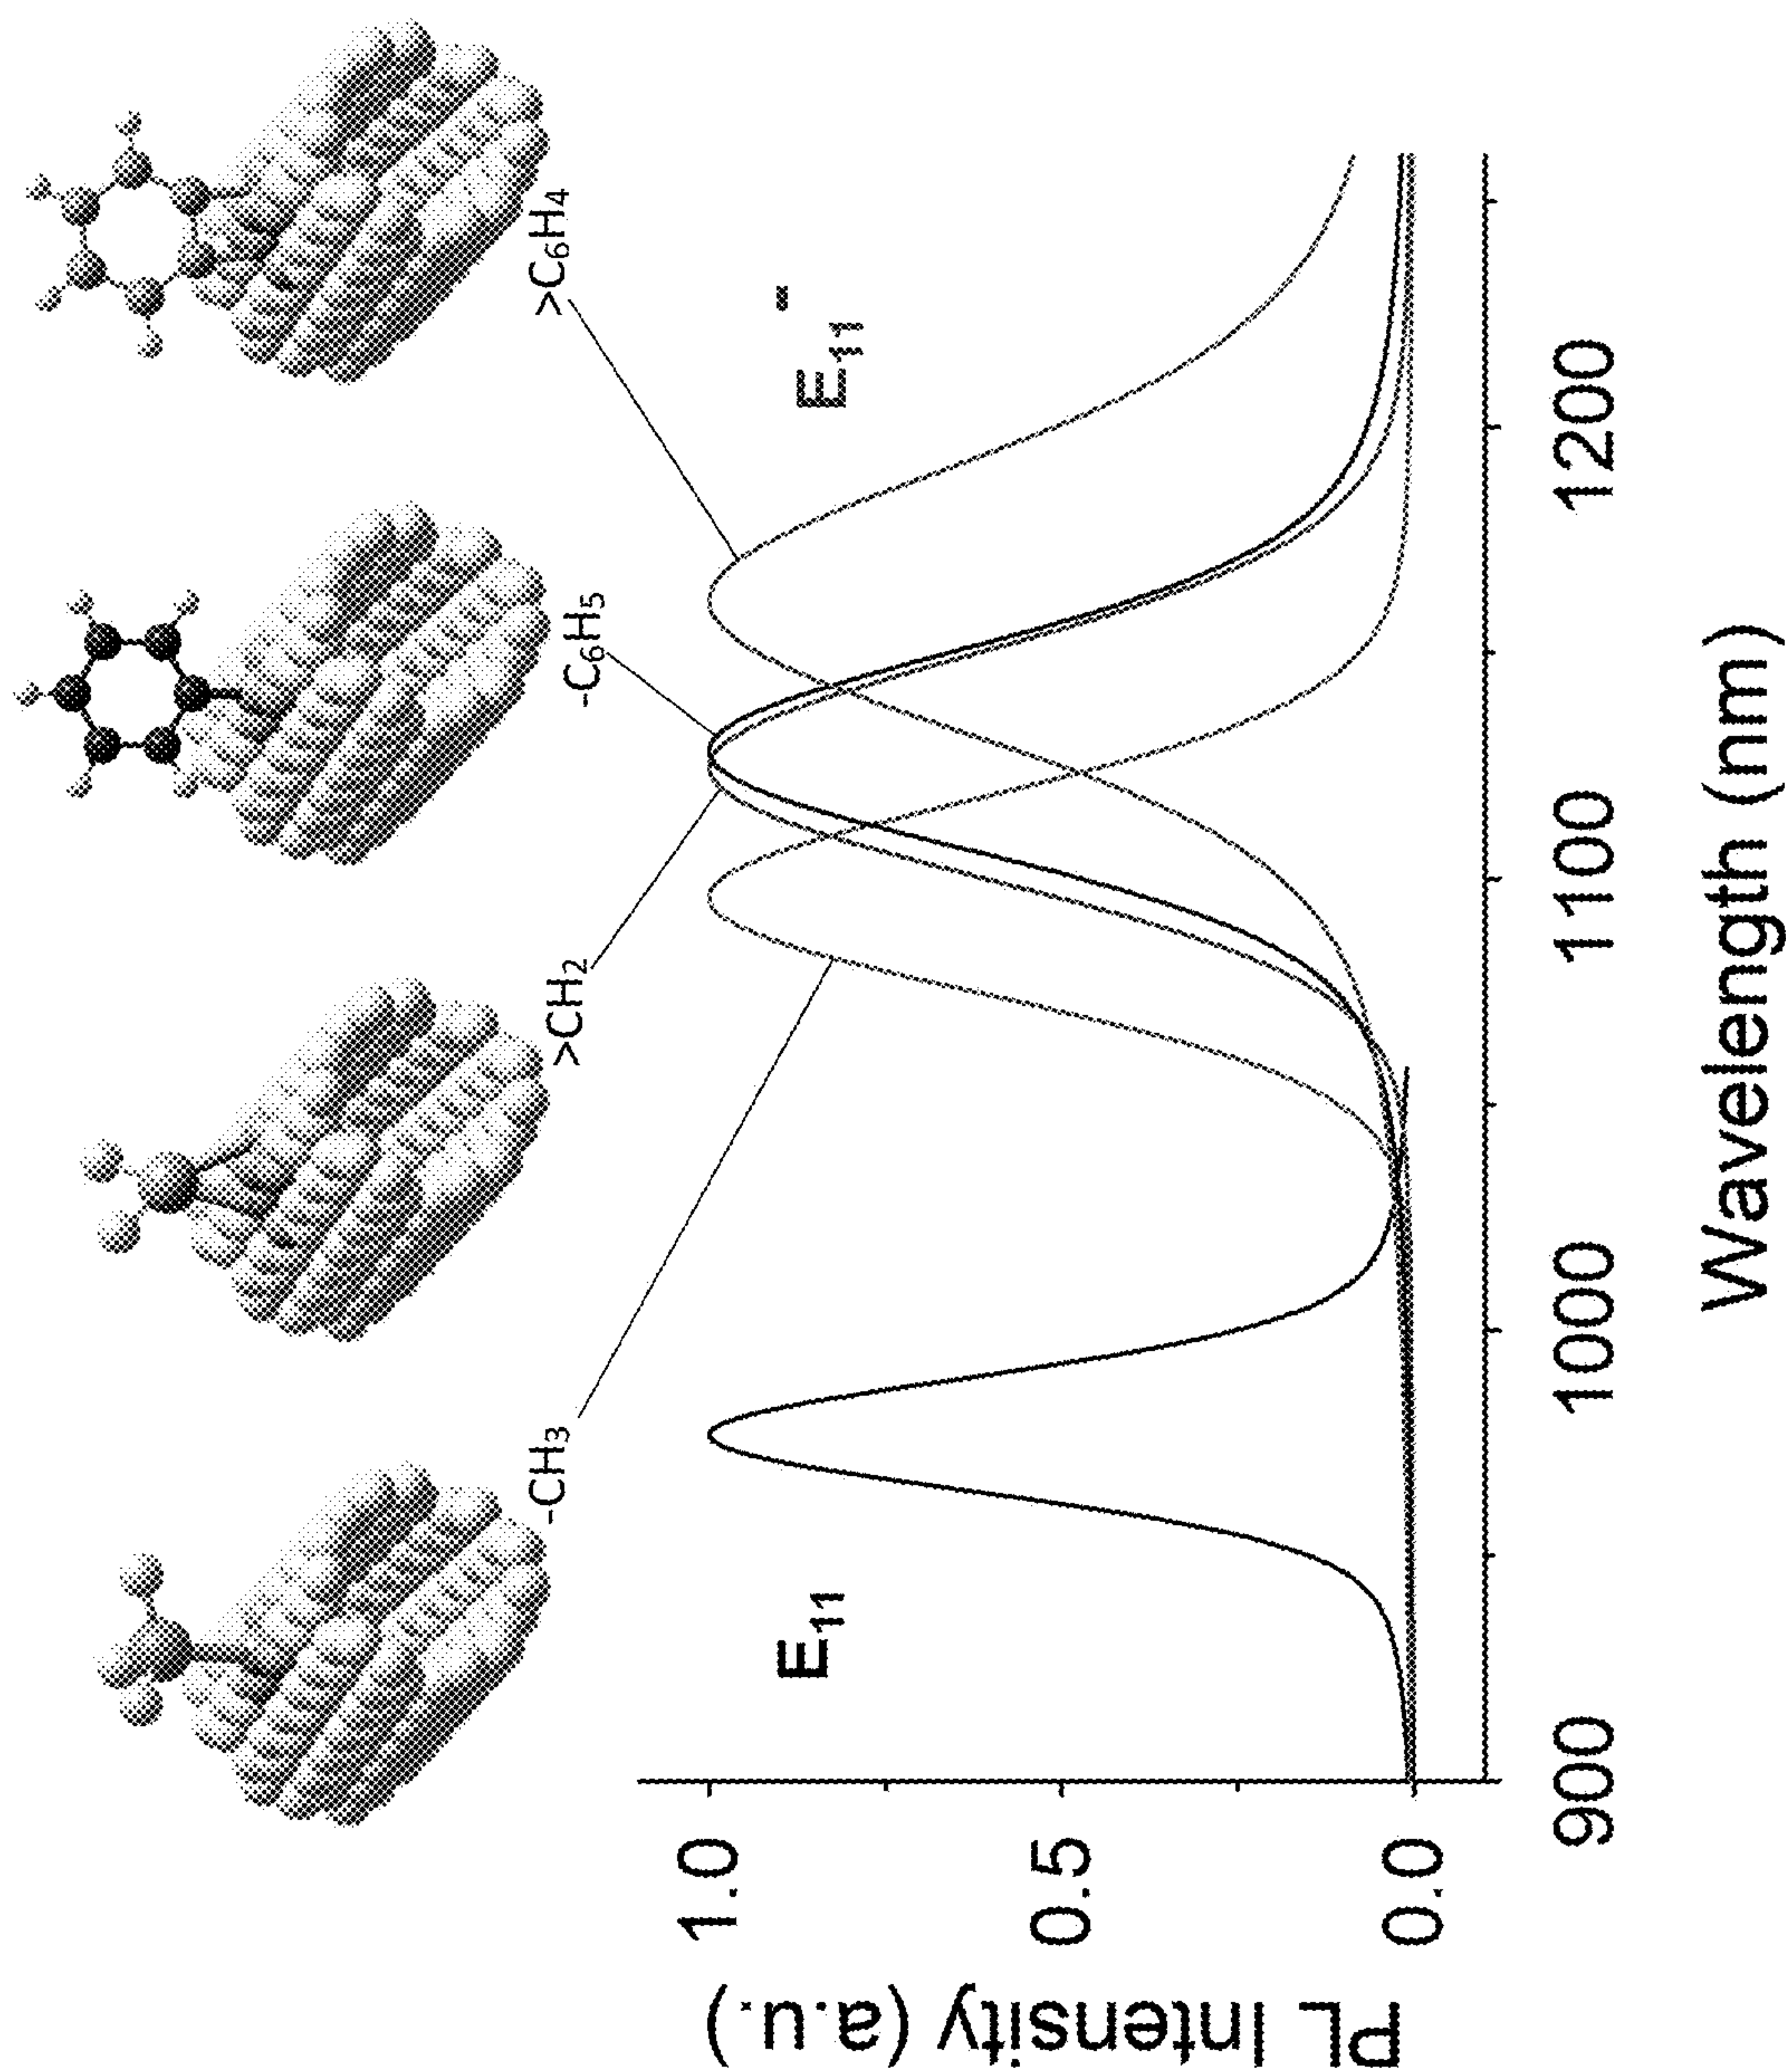 -CH₃
>CH₂
-C₆H₅
>C₆H₄
E₁₁
E₁₁⁻
PL Intensity (a.u.)
1.0
0.5
0.0
900
1000
1100
1200
Wavelength (nm)